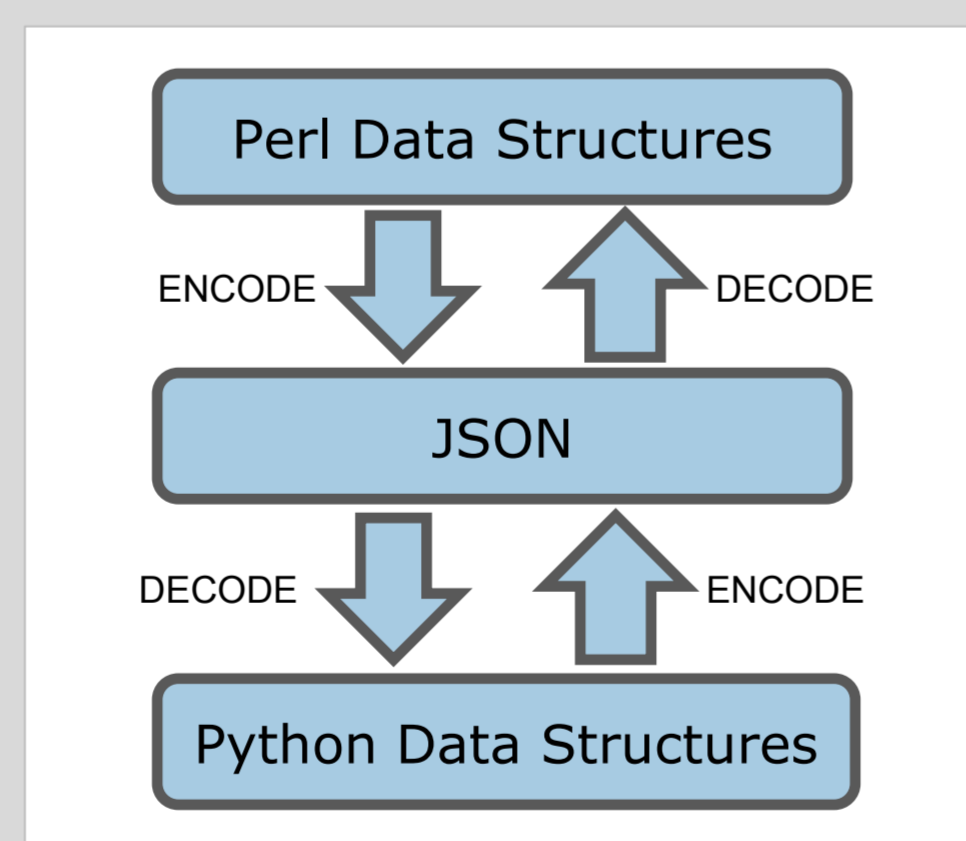 Perl Data Structures
ENCODE
DECODE
JSON
DECODE
ENCODE
Python Data Structures